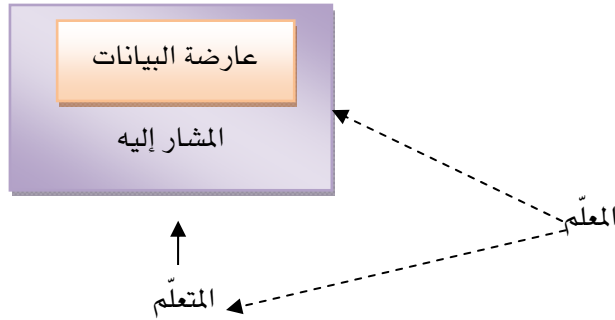 عارضة البيانات
المشار إليه
المعلّم
المتعلّم